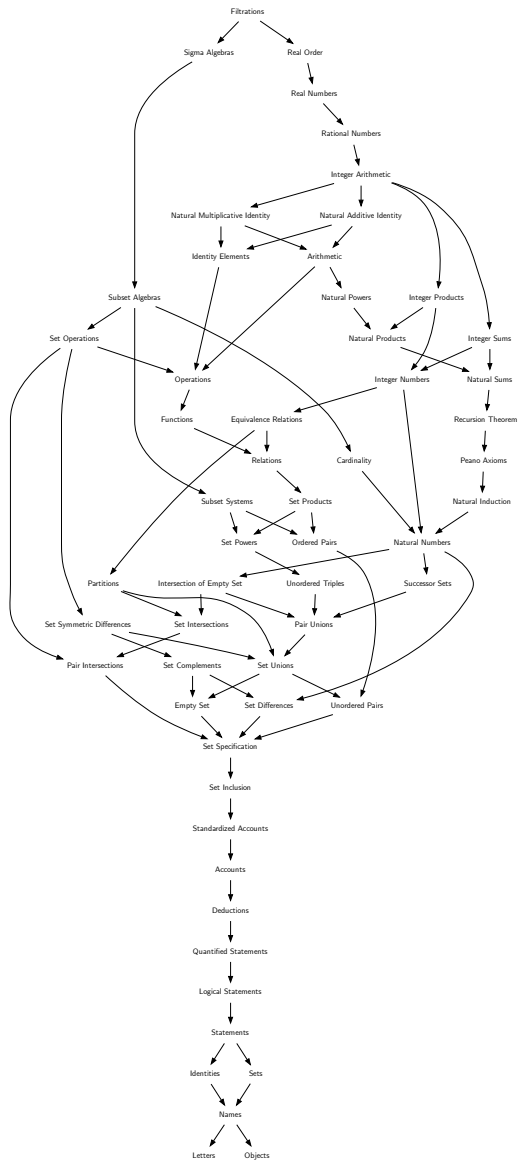 Filtrations
Sigma Algebras Real Order
Real Numbers
Rational Numbers
Integer Arithmetic
Natural Multiplicative Identity Natural Additive Identity
Identity Elements Arithmetic
Subset Algebras Natural Powers Integer Products
Set Operations Natural Products Integer Sums
Operations Integer Numbers Natural Sums
Functions Equivalence Relations Recursion Theorem
Relations Cardinality Peano Axioms
Subset Systems Set Products Natural Induction
Set Powers Ordered Pairs Natural Numbers
Partitions Intersection of Empty Set Unordered Triples Successor Sets
Set Symmetric Differences Set Intersections Pair Unions
Pair Intersections Set Complements Set Unions
Empty Set Set Differences Unordered Pairs
Set Specification
Set Inclusion
Standardized Accounts
Accounts
Deductions
Quantified Statements
Logical Statements
Statements
Identities Sets
Names
Letters Objects